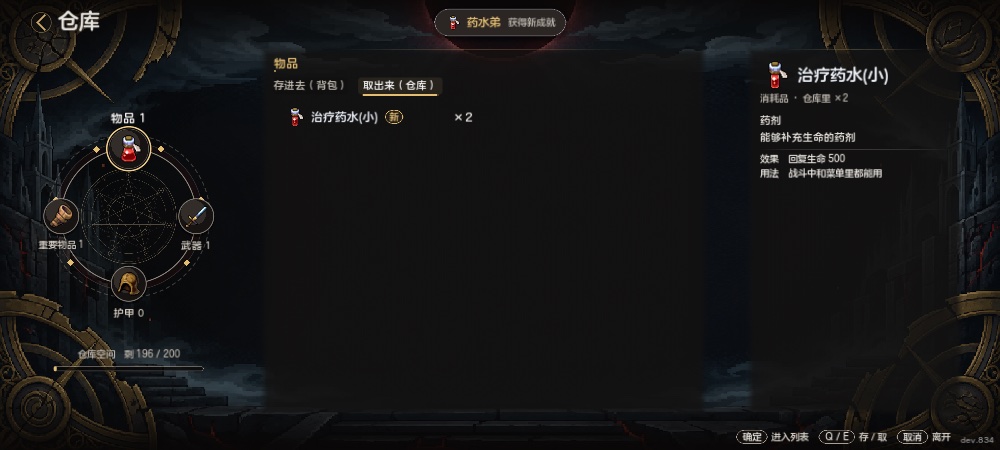 仓库
药水弟 获得新成就
物品
存进去(背包) 取出来(仓库)
治疗药水(小) 新 ×2
物品 1
重要物品 1
武器 1
护甲 0
仓库空间 剩 196 / 200
治疗药水(小)
消耗品 · 仓库里 ×2
药剂
能够补充生命的药剂
效果 回复生命 500
用法 战斗中和菜单里都能用
确定 进入列表 Q / E 存 / 取 取消 离开
dev.834